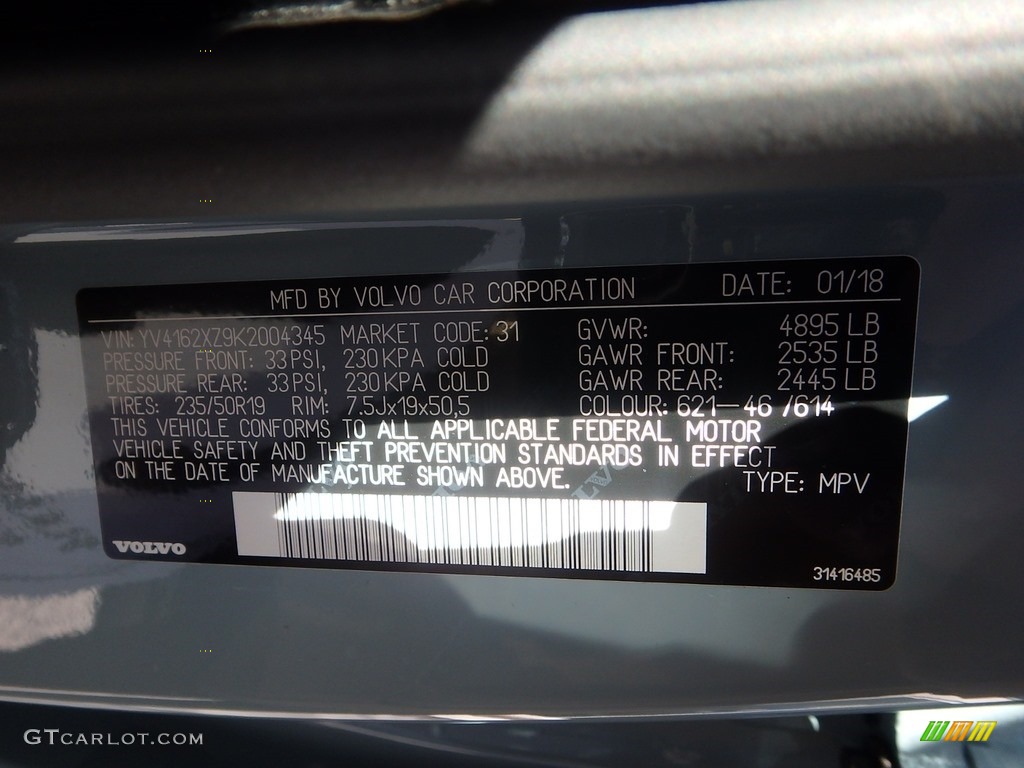 MFD BY VOLVO CAR CORPORATION DATE: 01/18
VIN: YV4162XZ9K2004345 MARKET CODE: 31 GVWR: 4895 LB
PRESSURE FRONT: 33 PSI, 230 KPA COLD GAWR FRONT: 2535 LB
PRESSURE REAR: 33 PSI, 230 KPA COLD GAWR REAR: 2445 LB
TIRES: 235/50R19 RIM: 7.5Jx19x50,5 COLOUR: 621-46 /614
THIS VEHICLE CONFORMS TO ALL APPLICABLE FEDERAL MOTOR
VEHICLE SAFETY AND THEFT PREVENTION STANDARDS IN EFFECT
ON THE DATE OF MANUFACTURE SHOWN ABOVE. TYPE: MPV
VOLVO
31416485
GTCARLOT.COM